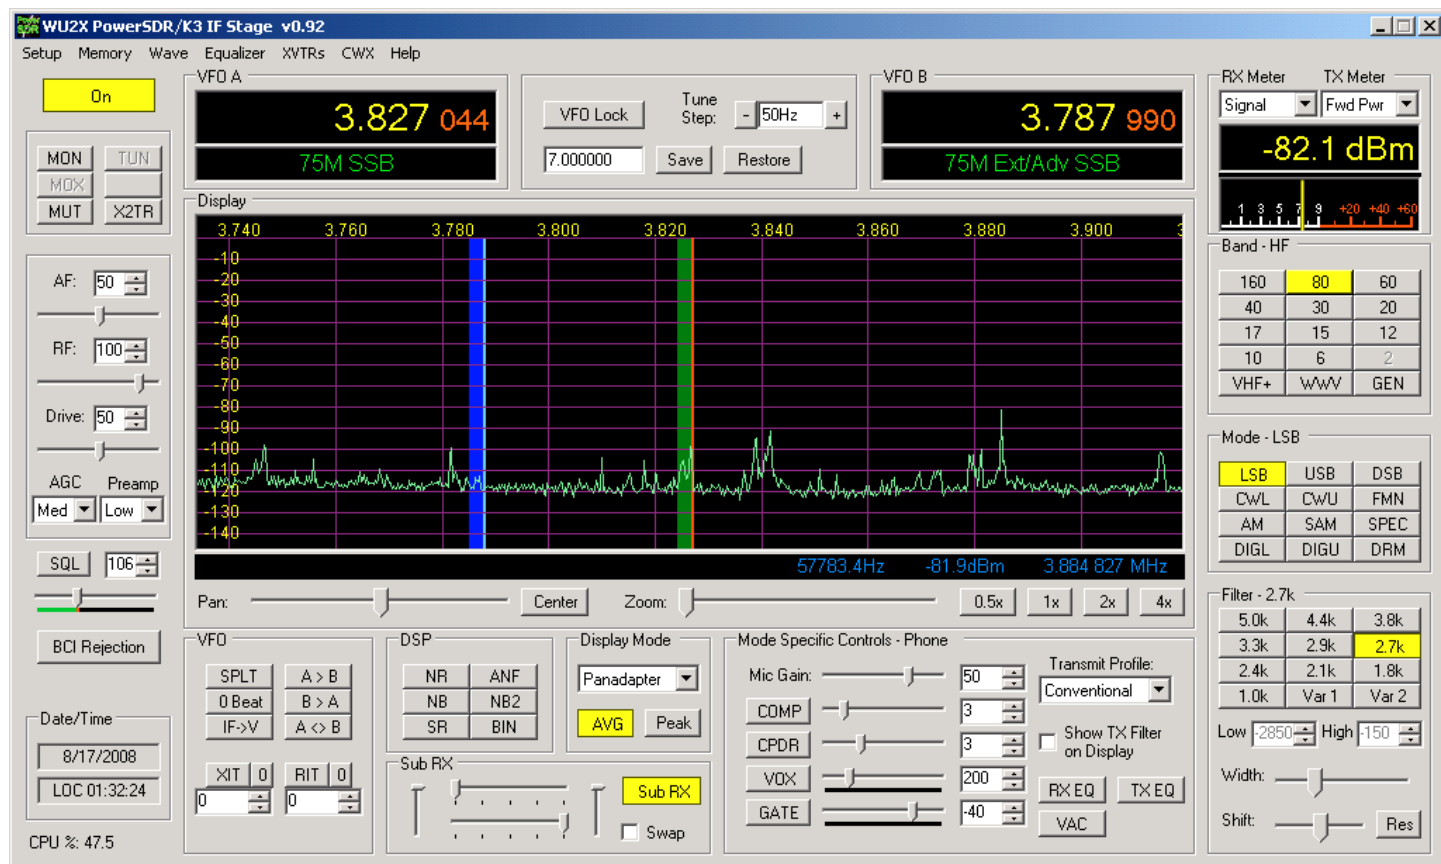 WU2X PowerSDR/K3 IF Stage v0.92
Setup Memory Wave Equalizer XVTRs CWX Help
On
MON TUN
MOX
MUT X2TR
VFO A
3.827 044
75M SSB
VFO Lock
Tune
Step:
- 50Hz +
7.000000 Save Restore
VFO B
3.787 990
75M Ext/Adv SSB
RX Meter TX Meter
Signal Fwd Pwr
-82.1 dBm
1 3 5 7 9 +20 +40 +60
AF: 50
RF: 100
Drive: 50
AGC Preamp
Med Low
SQL 106
BCI Rejection
Date/Time
8/17/2008
LOC 01:32:24
CPU %: 47.5
Display
3.740 3.760 3.780 3.800 3.820 3.840 3.860 3.880 3.900
-10
-20
-30
-40
-50
-60
-70
-80
-90
-100
-110
-120
-130
-140
57783.4Hz -81.9dBm 3.884 827 MHz
Pan: Center Zoom: 0.5x 1x 2x 4x
VFO
SPLT A > B
0 Beat B > A
IF->V A <> B
XIT 0 RIT 0
0 0
DSP
NR ANF
NB NB2
SR BIN
Display Mode
Panadapter
AVG Peak
Sub RX
Sub RX
Swap
Mode Specific Controls - Phone
Mic Gain: 50
COMP 3
CPDR 3
VOX 200
GATE -40
Transmit Profile:
Conventional
Show TX Filter
on Display
RX EQ TX EQ
VAC
Band - HF
160 80 60
40 30 20
17 15 12
10 6 2
VHF+ WWV GEN
Mode - LSB
LSB USB DSB
CWL CWU FMN
AM SAM SPEC
DIGL DIGU DRM
Filter - 2.7k
5.0k 4.4k 3.8k
3.3k 2.9k 2.7k
2.4k 2.1k 1.8k
1.0k Var 1 Var 2
Low -2850 High -150
Width:
Shift: Res